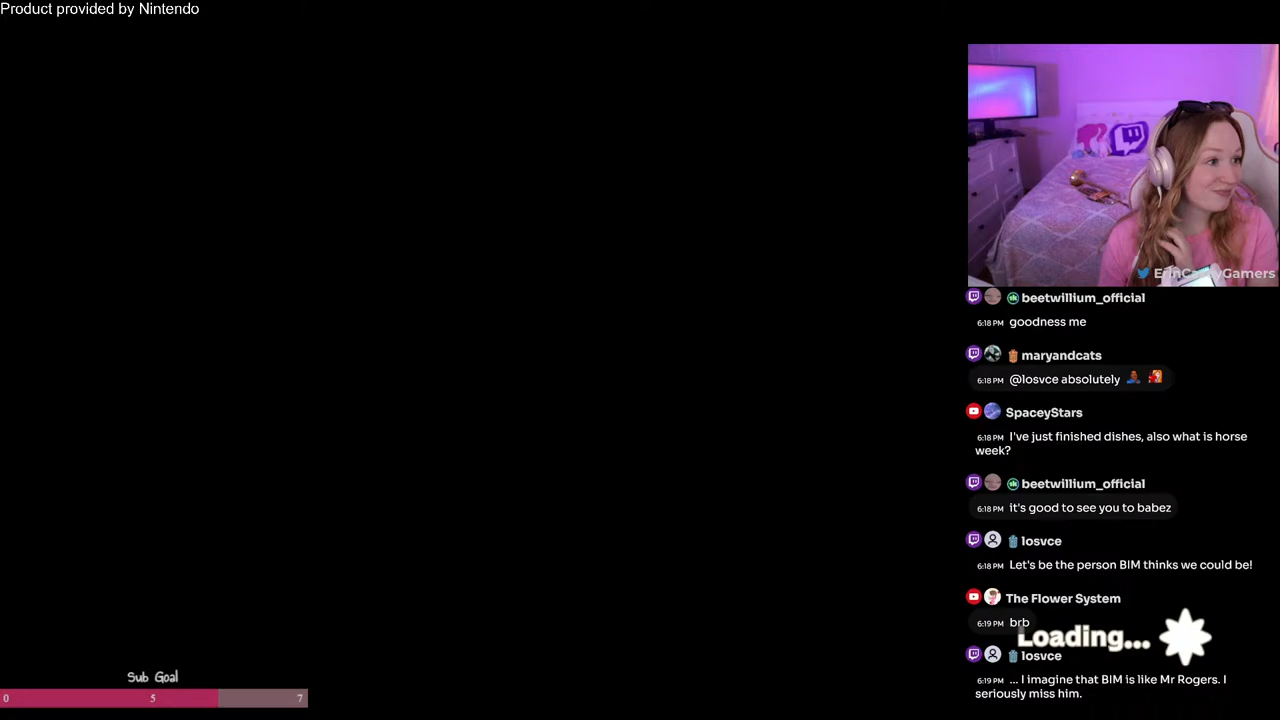 Product provided by Nintendo
beetwillium_official
6:18 PM goodness me
maryandcats
6:18 PM @losvce absolutely
SpaceyStars
6:18 PM I've just finished dishes, also what is horse
week?
beetwillium_official
6:18 PM it's good to see you to babez
losvce
6:18 PM Let's be the person BIM thinks we could be!
The Flower System
6:19 PM brb
Loading...
losvce
6:19 PM ... I imagine that BIM is like Mr Rogers. I
seriously miss him.
Sub Goal
0 5 7